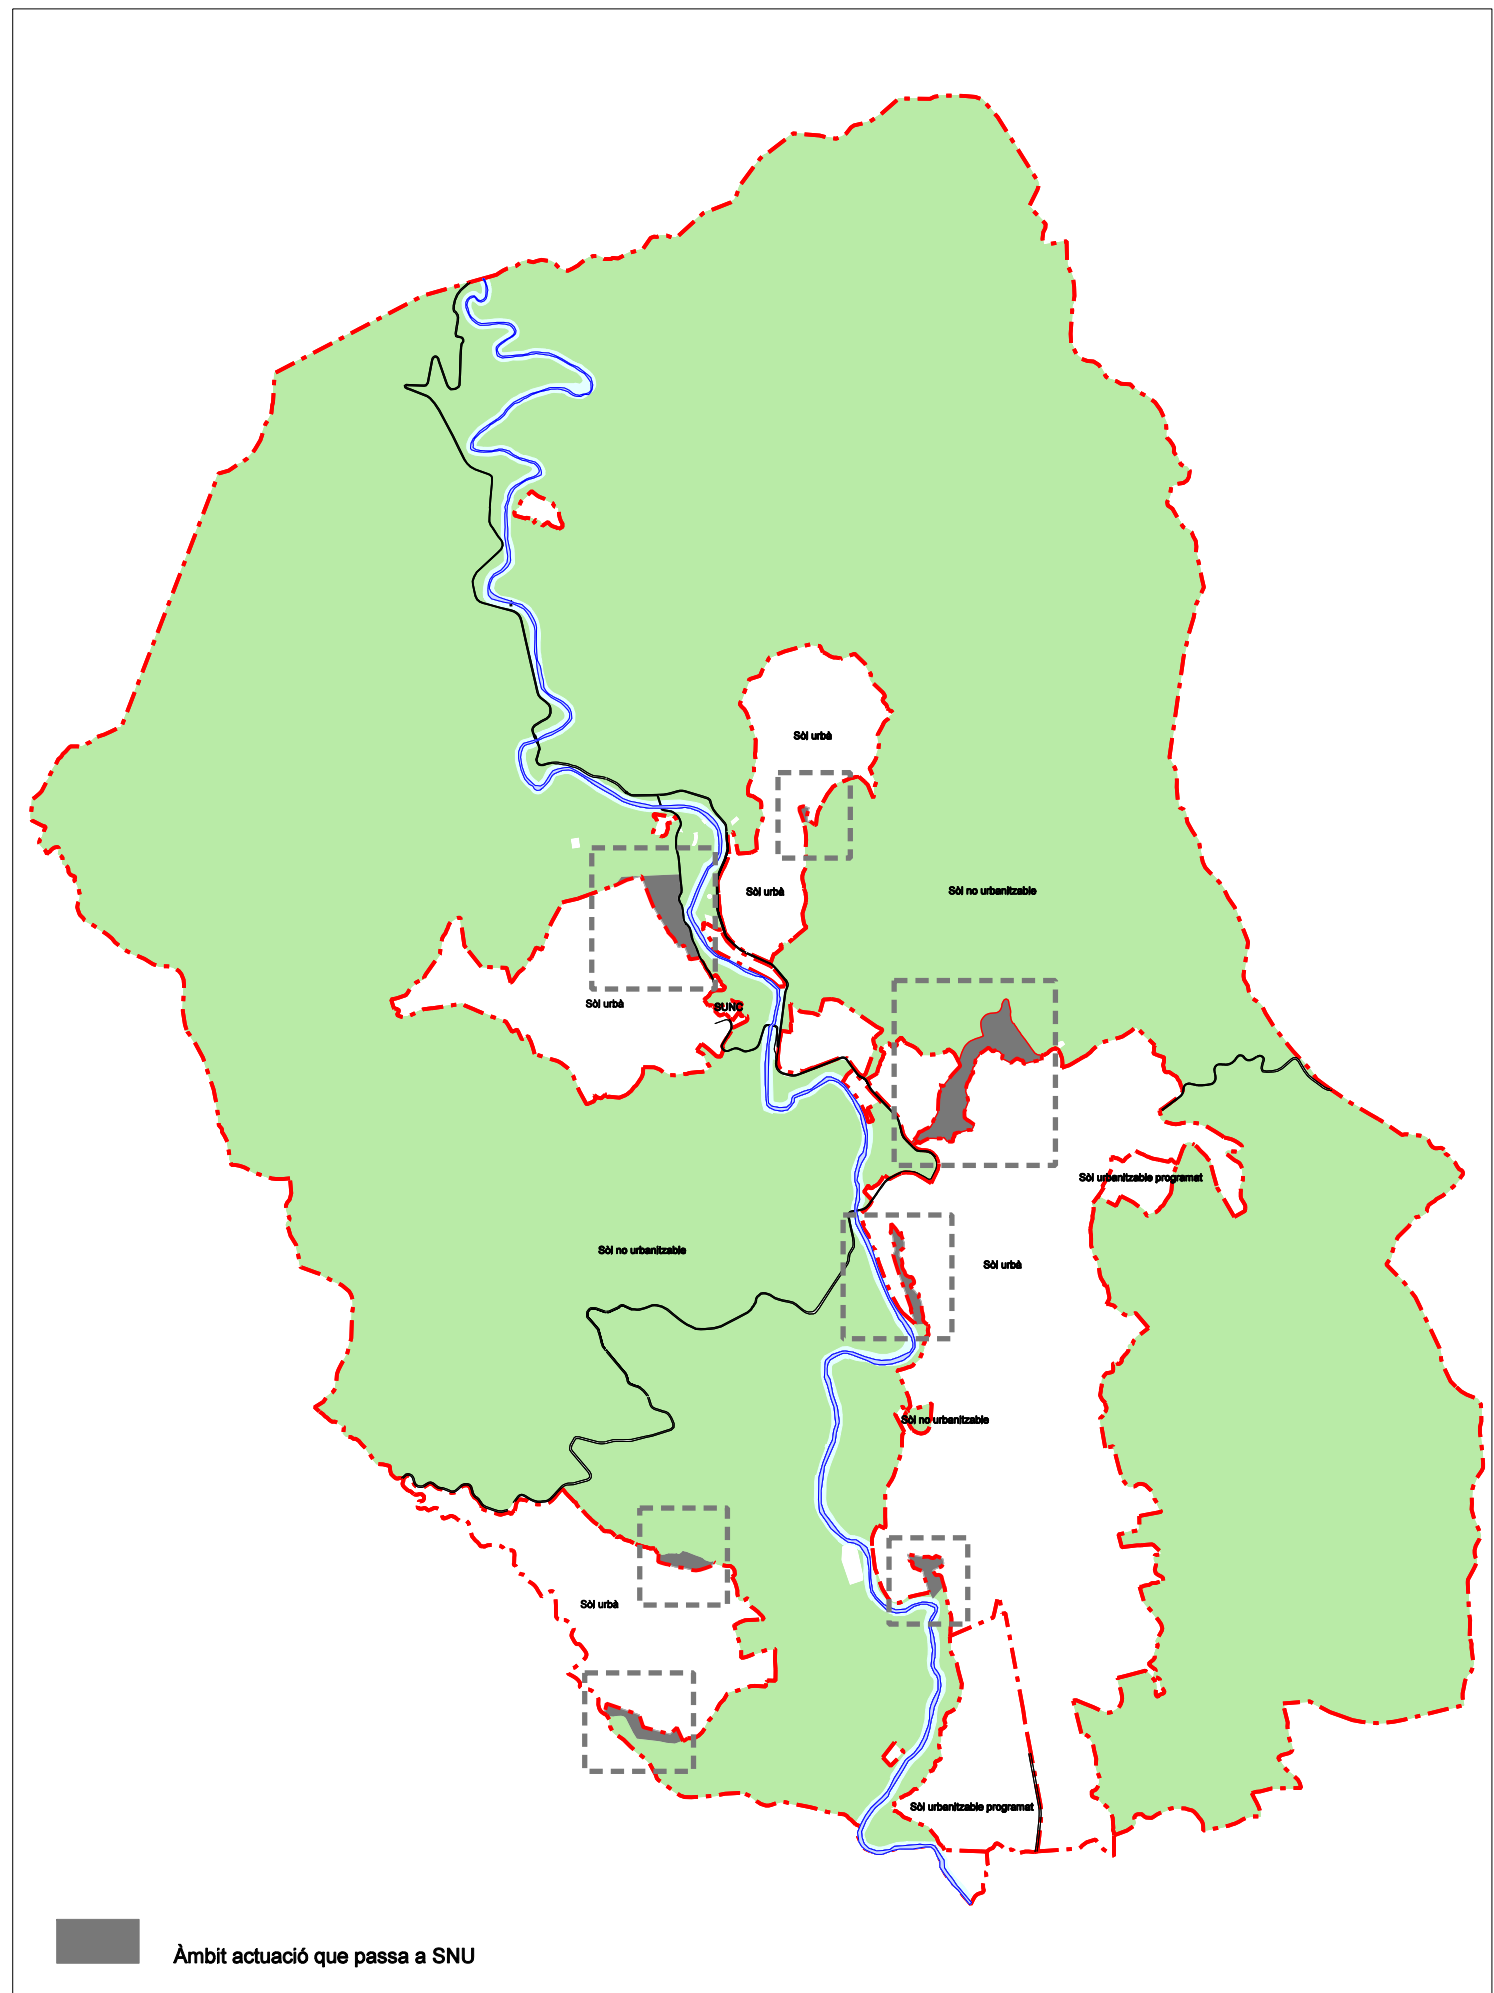 Sòl urbà
Sòl urbà
Sòl no urbanitzable
Sòl urbà
SUNC
Sòl urbanitzable programat
Sòl no urbanitzable
Sòl urbà
Sòl no urbanitzable
Sòl urbà
Sòl urbanitzable programat
Àmbit actuació que passa a SNU